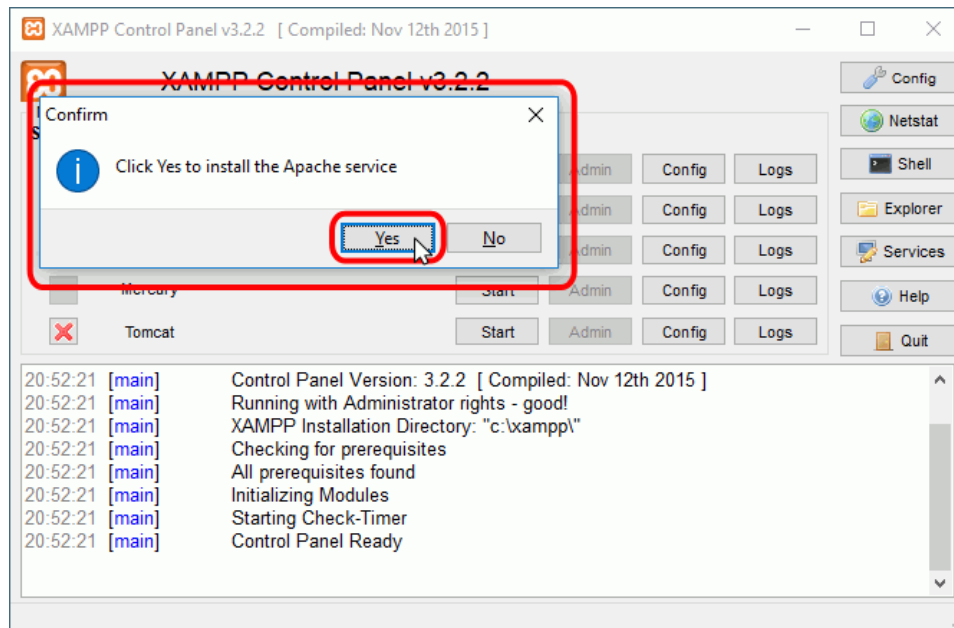 XAMPP Control Panel v3.2.2 [ Compiled: Nov 12th 2015 ]
XAMPP Control Panel v3.2.2
Config
Netstat
Shell
Explorer
Services
Help
Quit
Confirm
Click Yes to install the Apache service
Yes No
Admin Config Logs
Admin Config Logs
Admin Config Logs
Mercury Start Admin Config Logs
Tomcat Start Admin Config Logs
20:52:21 [main] Control Panel Version: 3.2.2 [ Compiled: Nov 12th 2015 ]
20:52:21 [main] Running with Administrator rights - good!
20:52:21 [main] XAMPP Installation Directory: "c:\xampp\"
20:52:21 [main] Checking for prerequisites
20:52:21 [main] All prerequisites found
20:52:21 [main] Initializing Modules
20:52:21 [main] Starting Check-Timer
20:52:21 [main] Control Panel Ready